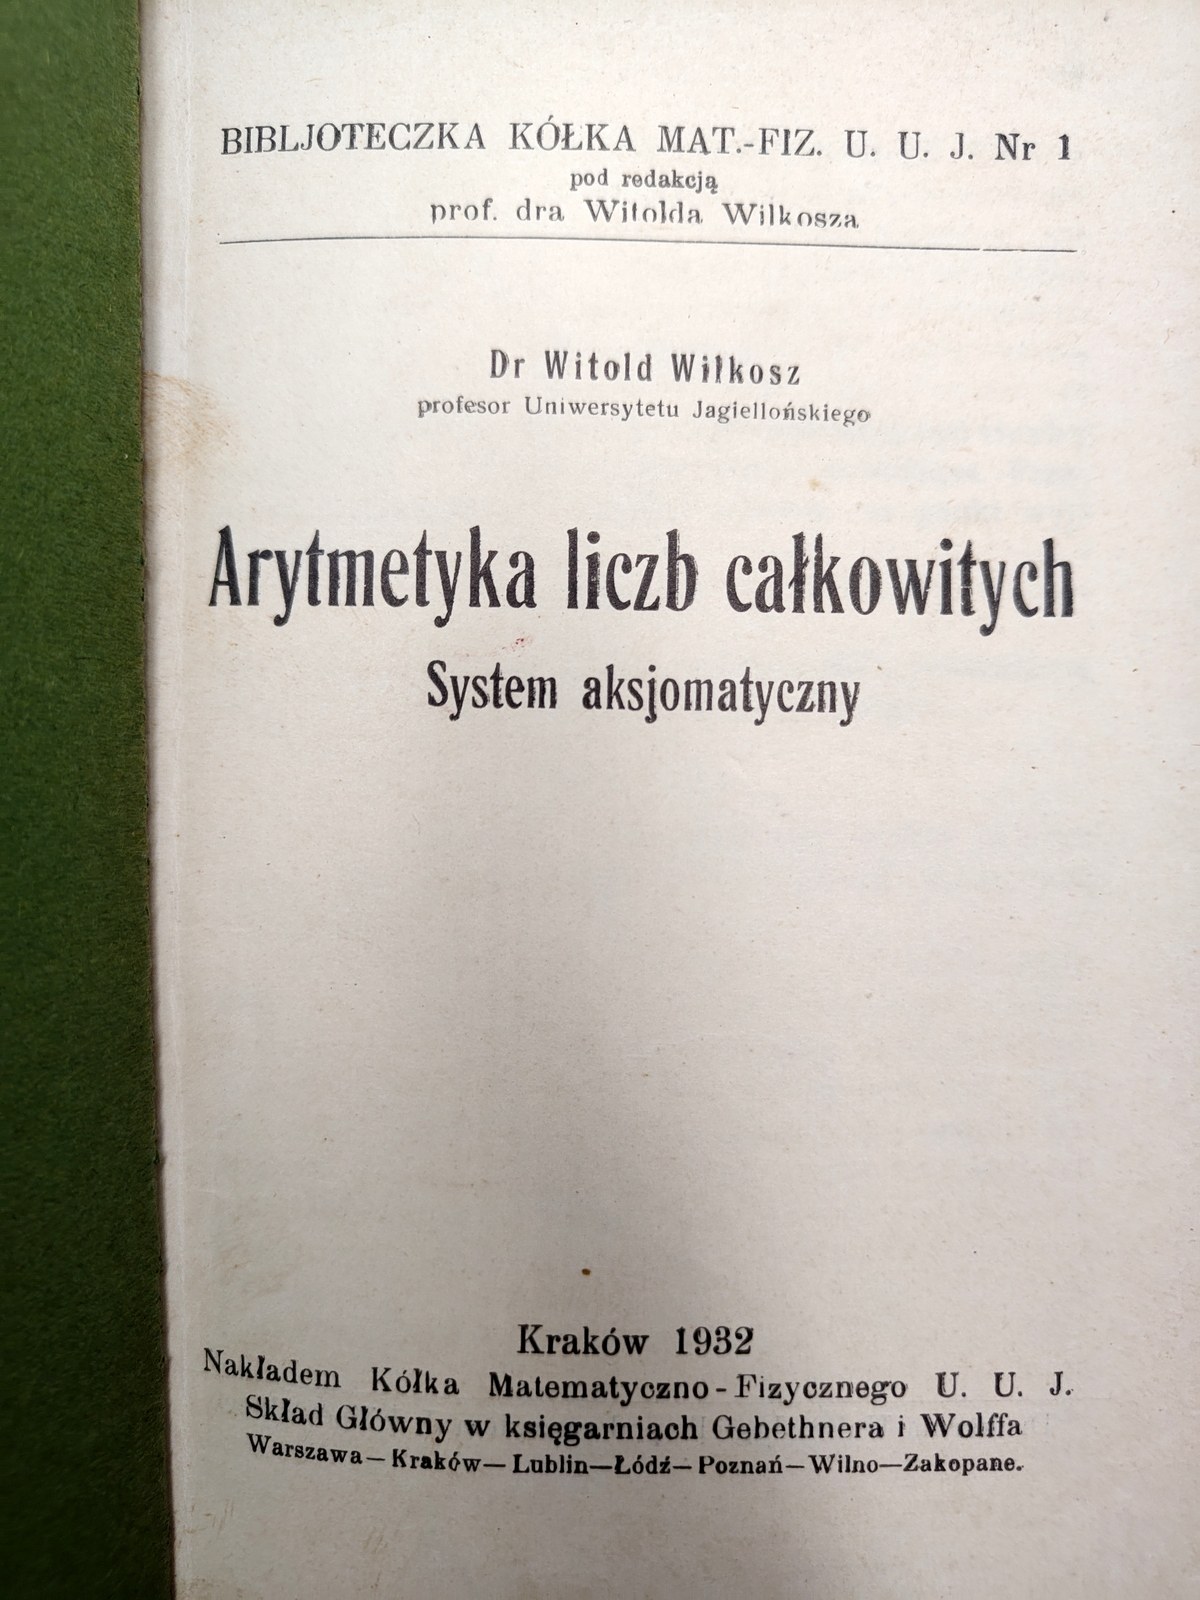 BIBLJOTECZKA KÓŁKA MAT.-FIZ. U. U. J. Nr 1
pod redakcją
prof. dra Witolda Wilkosza
Dr Witold Wilkosz
profesor Uniwersytetu Jagiellońskiego
Arytmetyka liczb całkowitych
System aksjomatyczny
Kraków 1932
Nakładem Kółka Matematyczno-Fizycznego U. U. J.
Skład Główny w księgarniach Gebethnera i Wolffa
Warszawa—Kraków—Lublin—Łódź—Poznań—Wilno—Zakopane.